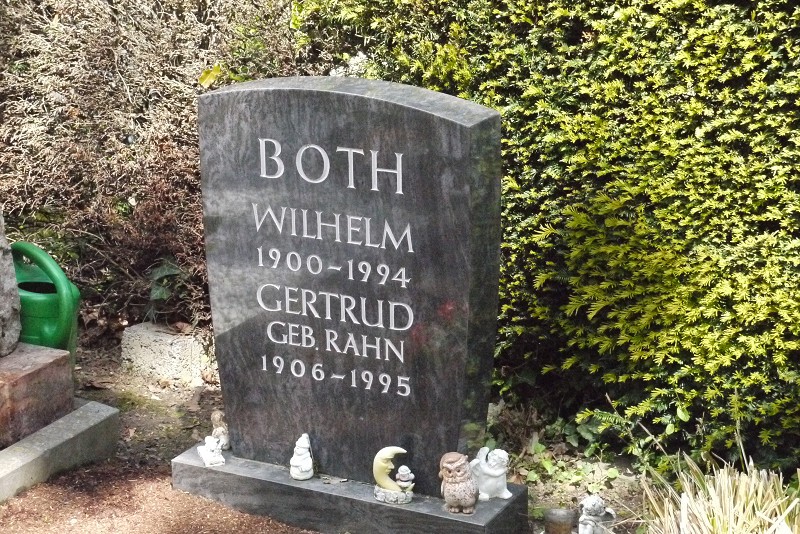 BOTH
WILHELM
1900-1994
GERTRUD
GEB. RAHN
1906-1995